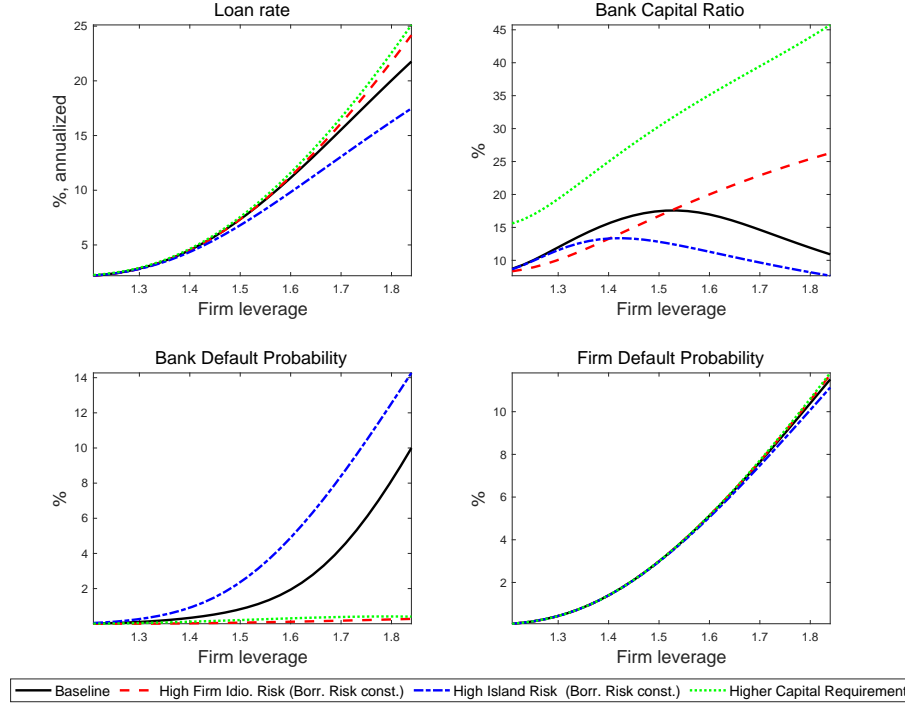 Loan rate
25
20
15
10
5
%, annualized
1.3 1.4 1.5 1.6 1.7 1.8
Firm leverage
Bank Capital Ratio
45
40
35
30
25
20
15
10
%
1.3 1.4 1.5 1.6 1.7 1.8
Firm leverage
Bank Default Probability
14
12
10
8
6
4
2
%
1.3 1.4 1.5 1.6 1.7 1.8
Firm leverage
Firm Default Probability
10
8
6
4
2
%
1.3 1.4 1.5 1.6 1.7 1.8
Firm leverage
Baseline High Firm Idio. Risk (Borr. Risk const.) High Island Risk (Borr. Risk const.) Higher Capital Requirement